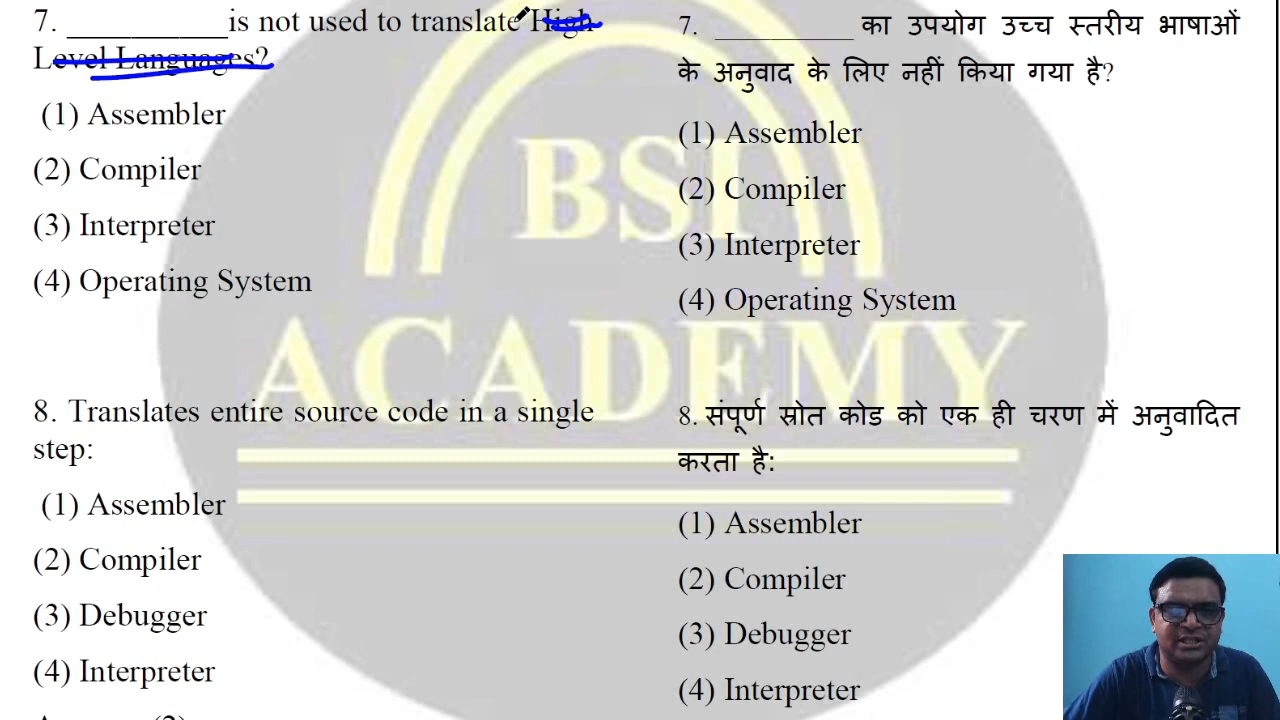 7. __________is not used to translate High
Level Languages?
(1) Assembler
(2) Compiler
(3) Interpreter
(4) Operating System
8. Translates entire source code in a single
step:
(1) Assembler
(2) Compiler
(3) Debugger
(4) Interpreter
7. _________ का उपयोग उच्च स्तरीय भाषाओं
के अनुवाद के लिए नहीं किया गया है?
(1) Assembler
(2) Compiler
(3) Interpreter
(4) Operating System
8. संपूर्ण स्रोत कोड को एक ही चरण में अनुवादित
करता है:
(1) Assembler
(2) Compiler
(3) Debugger
(4) Interpreter
BSI
ACADEMY